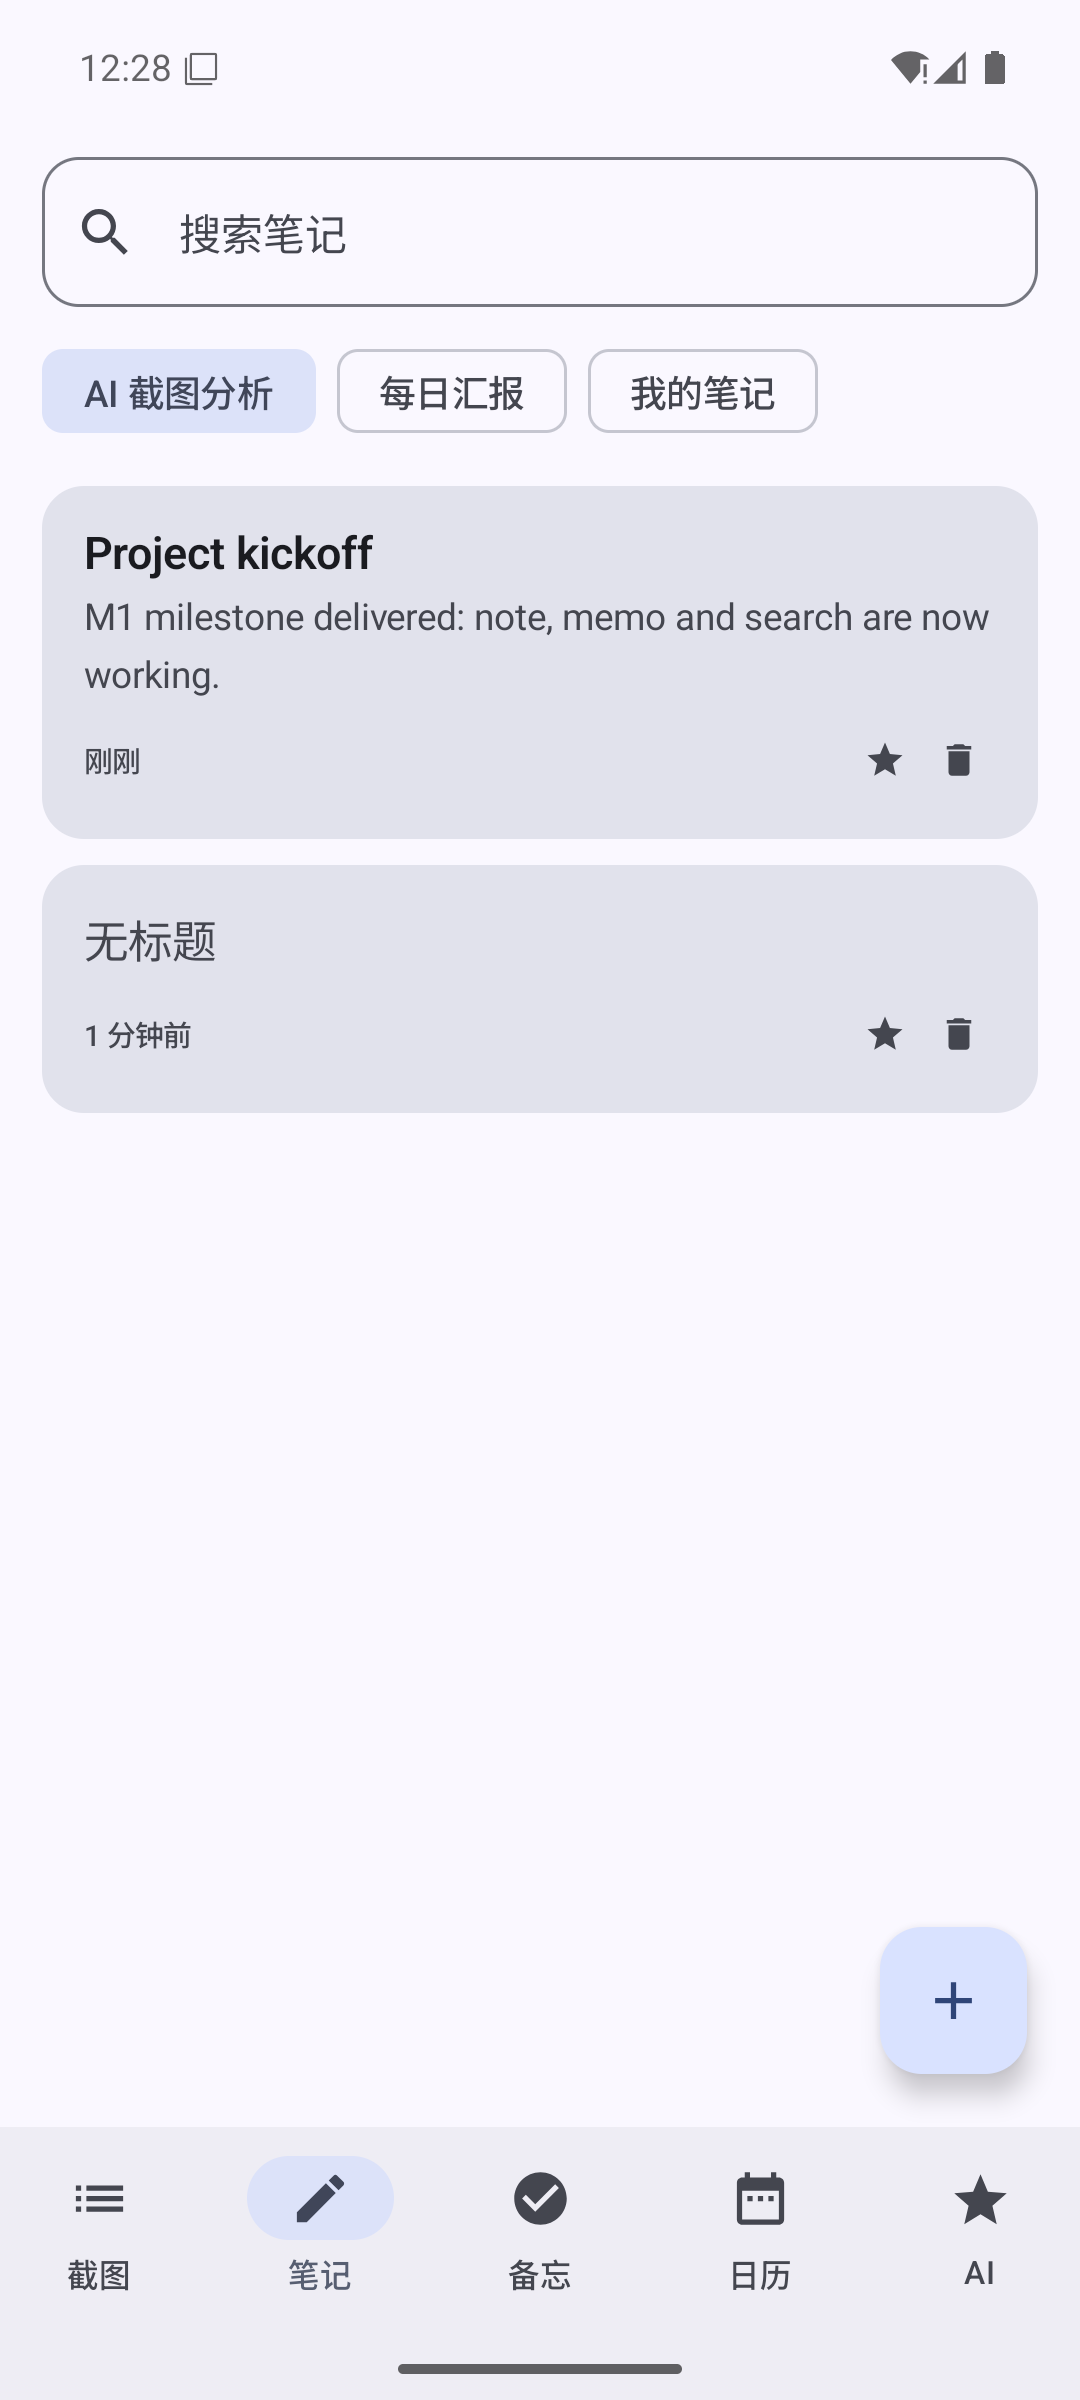 12:28
搜索笔记
AI 截图分析
每日汇报
我的笔记
Project kickoff
M1 milestone delivered: note, memo and search are now
working.
刚刚
无标题
1 分钟前
截图
笔记
备忘
日历
AI